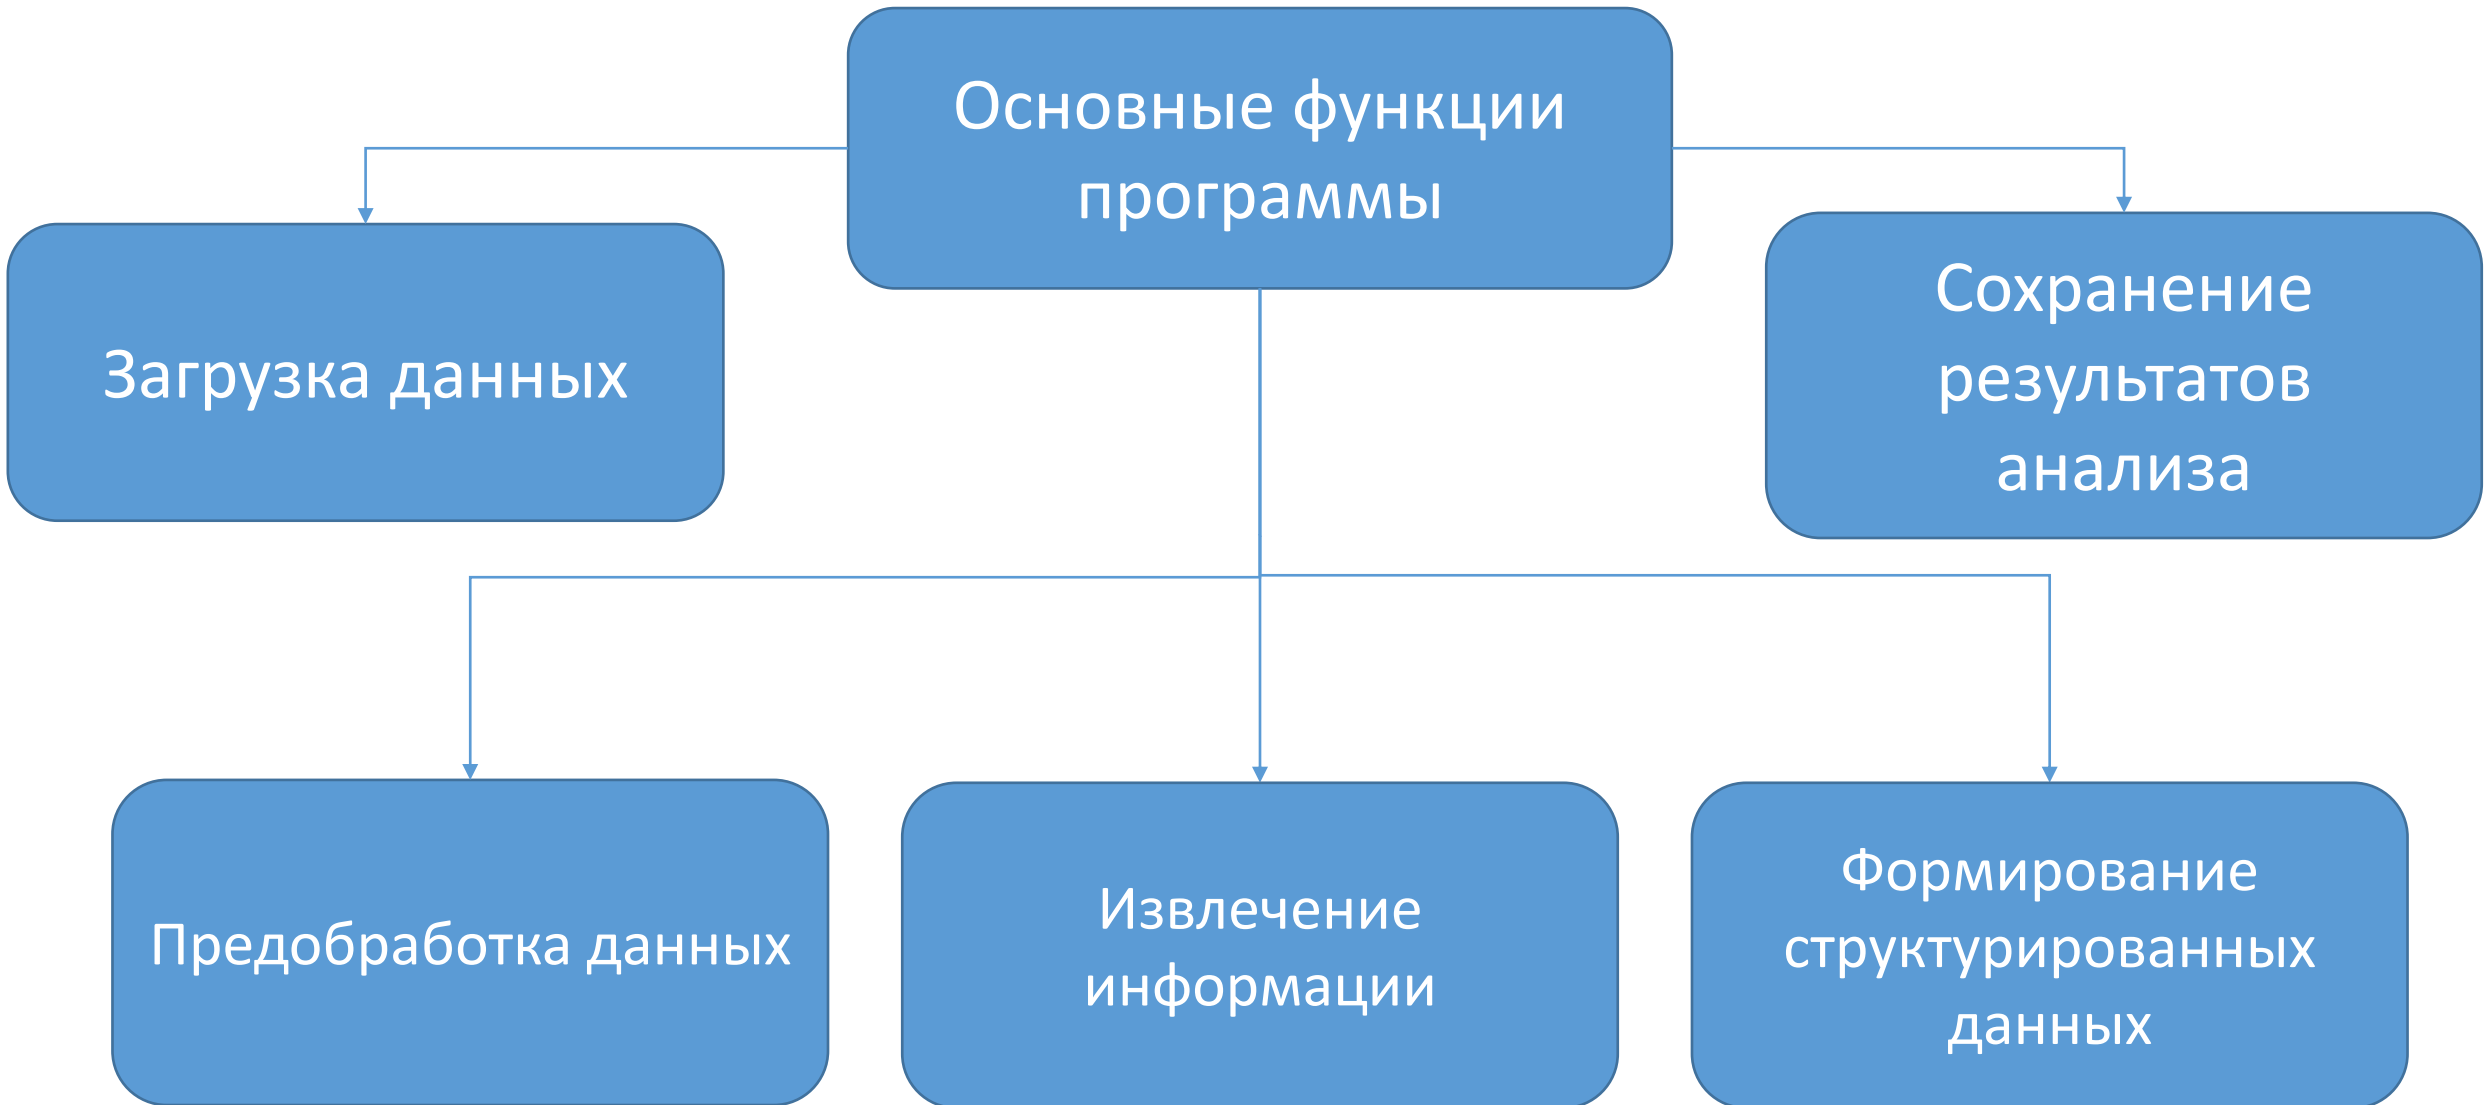 Основные функции
программы
Загрузка данных
Сохранение
результатов
анализа
Предобработка данных
Извлечение
информации
Формирование
структурированных
данных